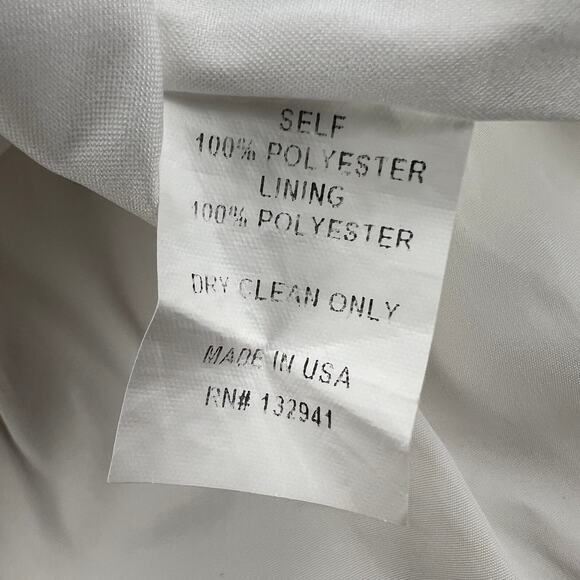 SELF
100% POLYESTER
LINING
100% POLYESTER
DRY CLEAN ONLY
MADE IN USA
RN# 132941